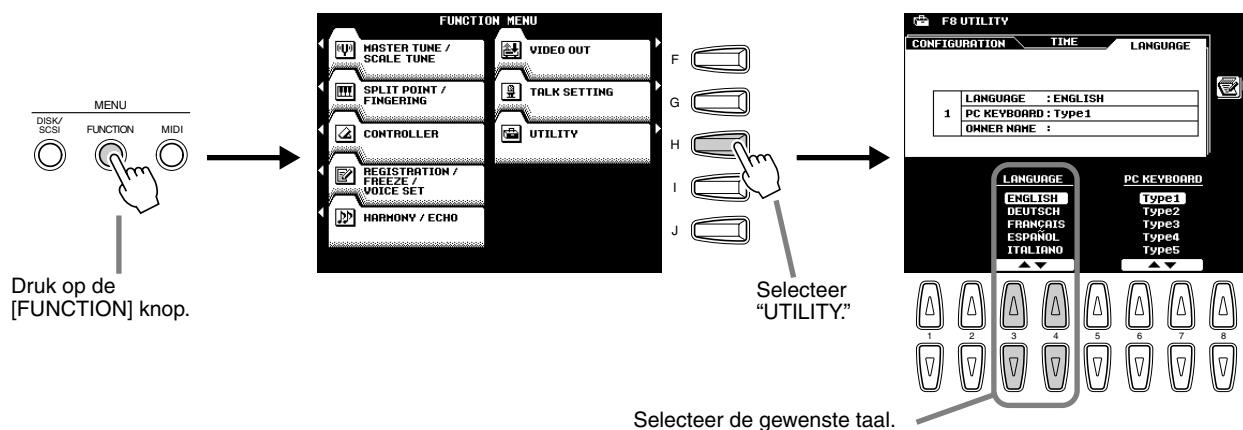 MENU
DISK/
SCSI
FUNCTION
MIDI
Druk op de
[FUNCTION] knop.
FUNCTION MENU
MASTER TUNE /
SCALE TUNE
SPLIT POINT /
FINGERING
CONTROLLER
REGISTRATION /
FREEZE /
VOICE SET
HARMONY / ECHO
VIDEO OUT
TALK SETTING
UTILITY
F
G
H
I
J
Selecteer
“UTILITY.”
F8 UTILITY
CONFIGURATION TIME LANGUAGE
1
LANGUAGE : ENGLISH
PC KEYBOARD : Type1
OWNER NAME :
LANGUAGE
ENGLISH
DEUTSCH
FRANÇAIS
ESPAÑOL
ITALIANO
PC KEYBOARD
Type1
Type2
Type3
Type4
Type5
1 2 3 4 5 6 7 8
Selecteer de gewenste taal.